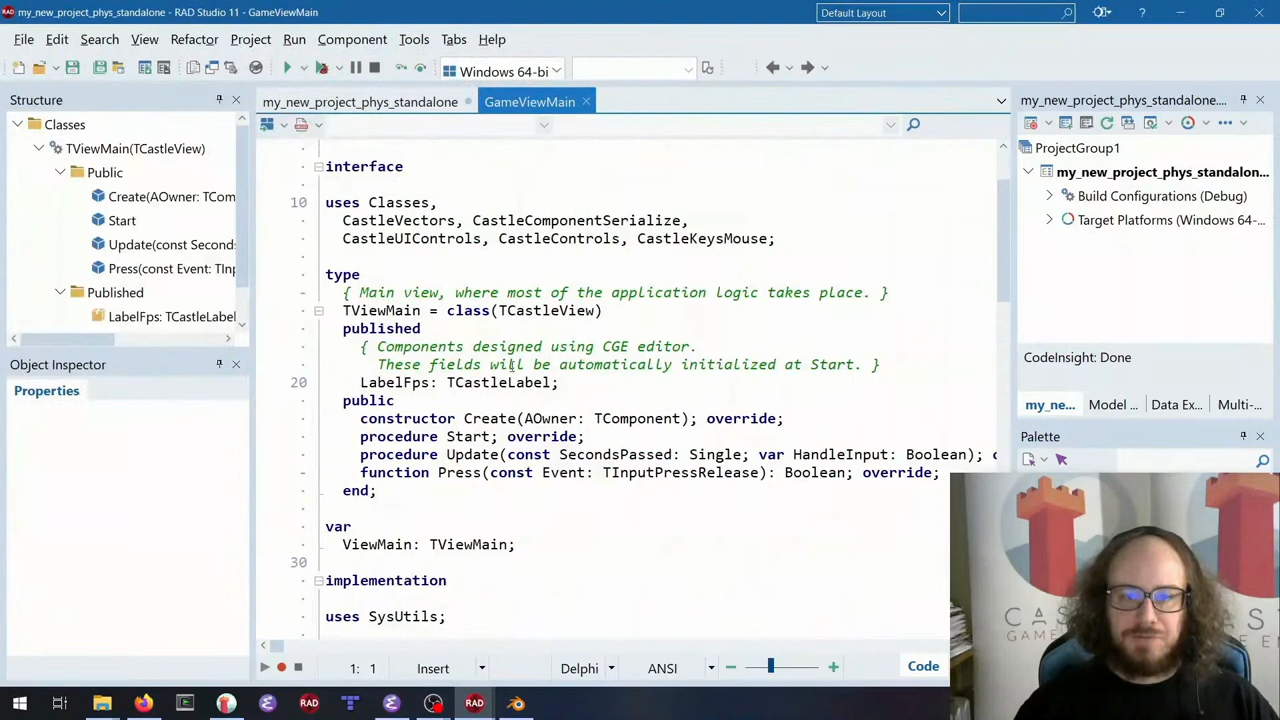 my_new_project_phys_standalone - RAD Studio 11 - GameViewMain
Default Layout
File Edit Search View Refactor Project Run Component Tools Tabs Help
Windows 64-bi
Structure
my_new_project_phys_standalone
GameViewMain
my_new_project_phys_standalone....
Classes
TViewMain(TCastleView)
Public
Create(AOwner: TCom
Start
Update(const Second
Press(const Event: TInp
Published
LabelFps: TCastleLabel
Object Inspector
Properties
interface
10
uses Classes,
CastleVectors, CastleComponentSerialize,
CastleUIControls, CastleControls, CastleKeysMouse;
type
{ Main view, where most of the application logic takes place. }
TViewMain = class(TCastleView)
published
{ Components designed using CGE editor.
These fields will be automatically initialized at Start. }
20
LabelFps: TCastleLabel;
public
constructor Create(AOwner: TComponent); override;
procedure Start; override;
procedure Update(const SecondsPassed: Single; var HandleInput: Boolean); o
function Press(const Event: TInputPressRelease): Boolean; override;
end;
var
ViewMain: TViewMain;
30
implementation
uses SysUtils;
1: 1
Insert
Delphi
ANSI
Code
ProjectGroup1
my_new_project_phys_standalon...
Build Configurations (Debug)
Target Platforms (Windows 64-...
CodeInsight: Done
my_ne...
Model ...
Data Ex...
Multi-...
Palette
RAD
RAD